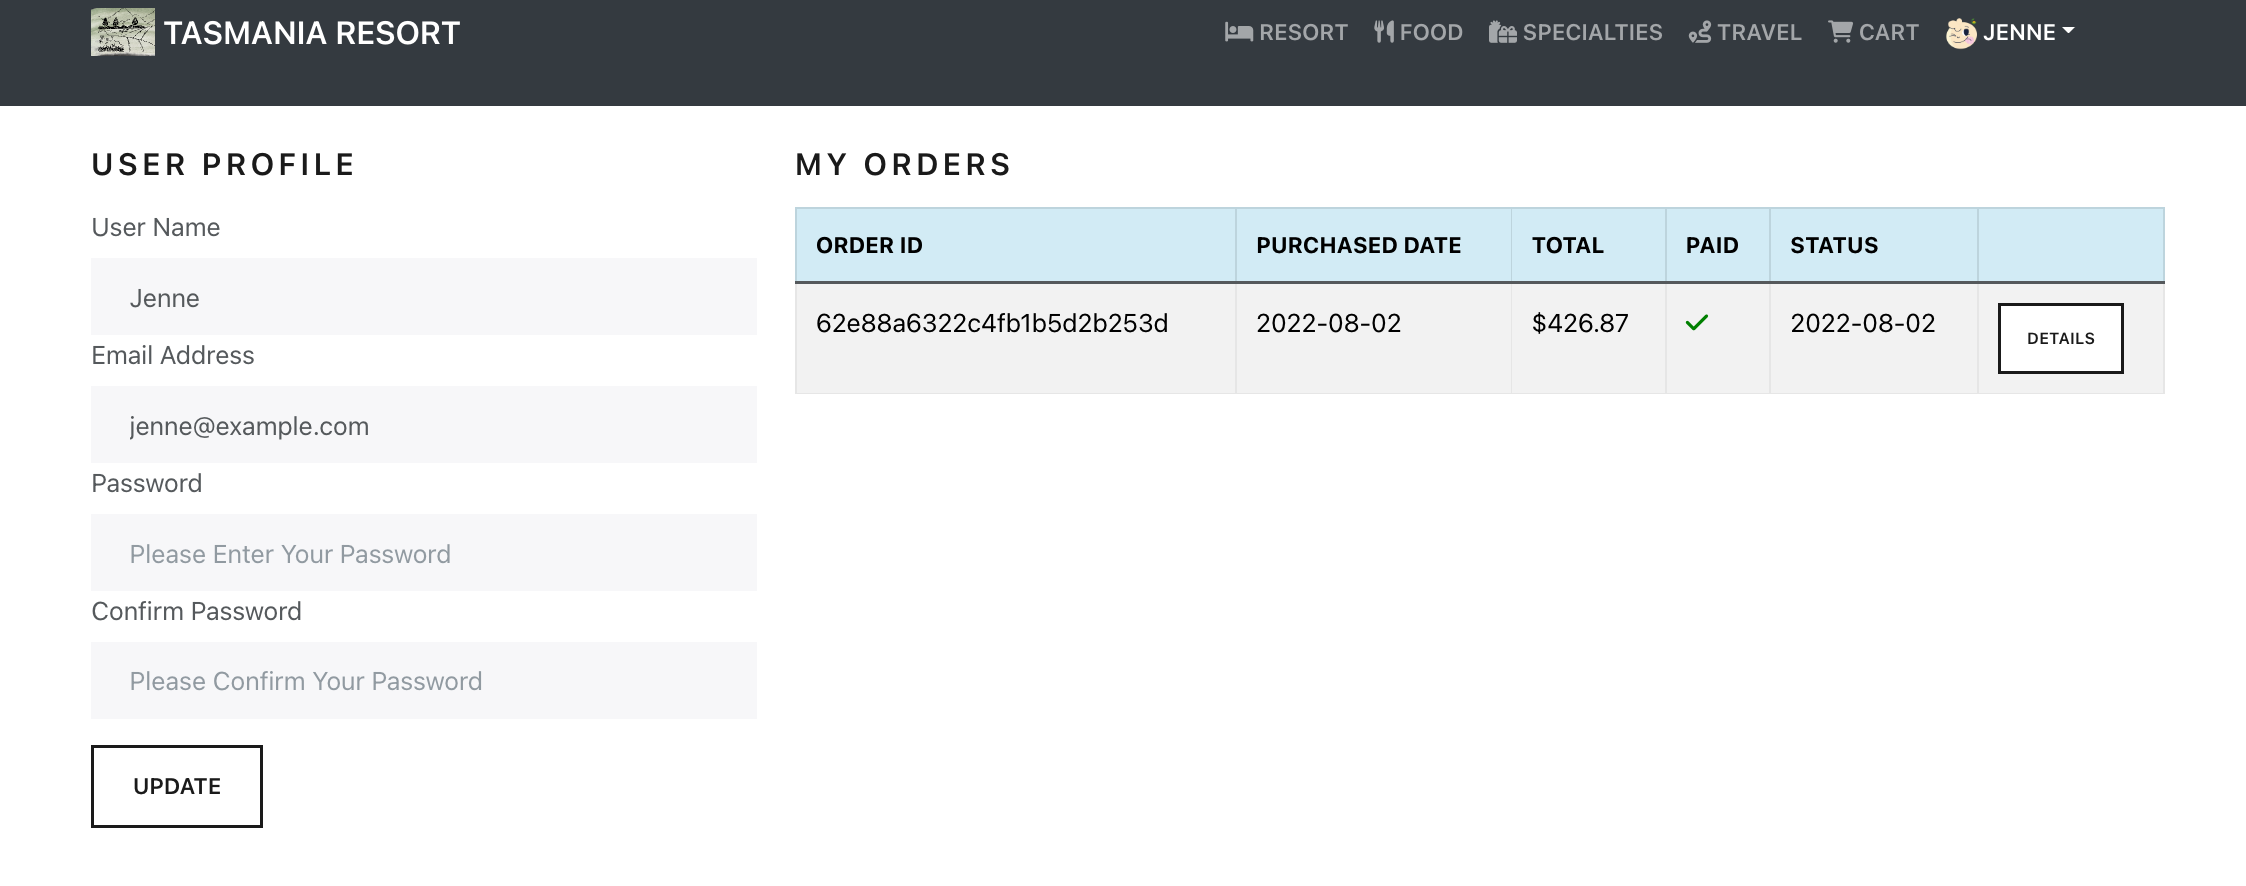 TASMANIA RESORT
RESORT FOOD SPECIALTIES TRAVEL CART JENNE
USER PROFILE
User Name
Jenne
Email Address
jenne@example.com
Password
Please Enter Your Password
Confirm Password
Please Confirm Your Password
UPDATE
MY ORDERS
ORDER ID PURCHASED DATE TOTAL PAID STATUS
62e88a6322c4fb1b5d2b253d 2022-08-02 $426.87 2022-08-02 DETAILS